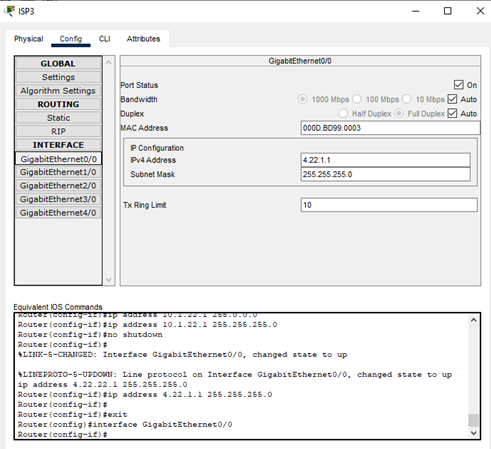 ISP3
Physical Config CLI Attributes
GLOBAL
Settings
Algorithm Settings
ROUTING
Static
RIP
INTERFACE
GigabitEthernet0/0
GigabitEthernet1/0
GigabitEthernet2/0
GigabitEthernet3/0
GigabitEthernet4/0
GigabitEthernet0/0
Port Status On
Bandwidth 1000 Mbps 100 Mbps 10 Mbps Auto
Duplex Half Duplex Full Duplex Auto
MAC Address 000D.BD99.0003
IP Configuration
IPv4 Address 4.22.1.1
Subnet Mask 255.255.255.0
Tx Ring Limit 10
Equivalent IOS Commands
Router(config-if)#ip address 10.1.22.1 255.0.0.0
Router(config-if)#ip address 10.1.22.1 255.255.255.0
Router(config-if)#no shutdown
Router(config-if)#
%LINK-5-CHANGED: Interface GigabitEthernet0/0, changed state to up
%LINEPROTO-5-UPDOWN: Line protocol on Interface GigabitEthernet0/0, changed state to up
ip address 4.22.22.1 255.255.255.0
Router(config-if)#ip address 4.22.1.1 255.255.255.0
Router(config-if)#
Router(config-if)#exit
Router(config)#interface GigabitEthernet0/0
Router(config-if)#